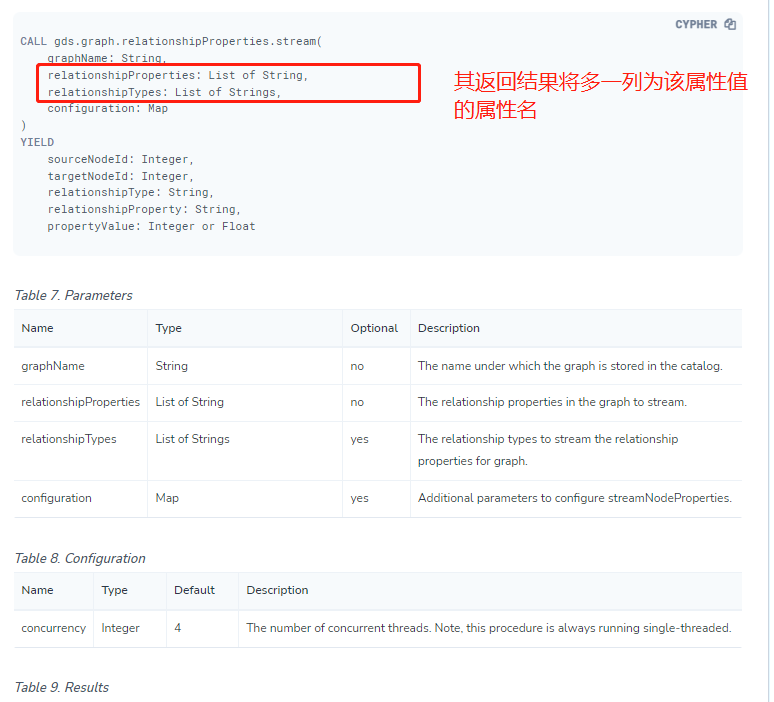 CYPHER
CALL gds.graph.relationshipProperties.stream(
graphName: String,
relationshipProperties: List of String,
relationshipTypes: List of Strings,
configuration: Map
)
YIELD
sourceNodeId: Integer,
targetNodeId: Integer,
relationshipType: String,
relationshipProperty: String,
propertyValue: Integer or Float
其返回结果将多一列为该属性值
的属性名
Table 7. Parameters
Name Type Optional Description
graphName String no The name under which the graph is stored in the catalog.
relationshipProperties List of String no The relationship properties in the graph to stream.
relationshipTypes List of Strings yes The relationship types to stream the relationship
properties for graph.
configuration Map yes Additional parameters to configure streamNodeProperties.
Table 8. Configuration
Name Type Default Description
concurrency Integer 4 The number of concurrent threads. Note, this procedure is always running single-threaded.
Table 9. Results